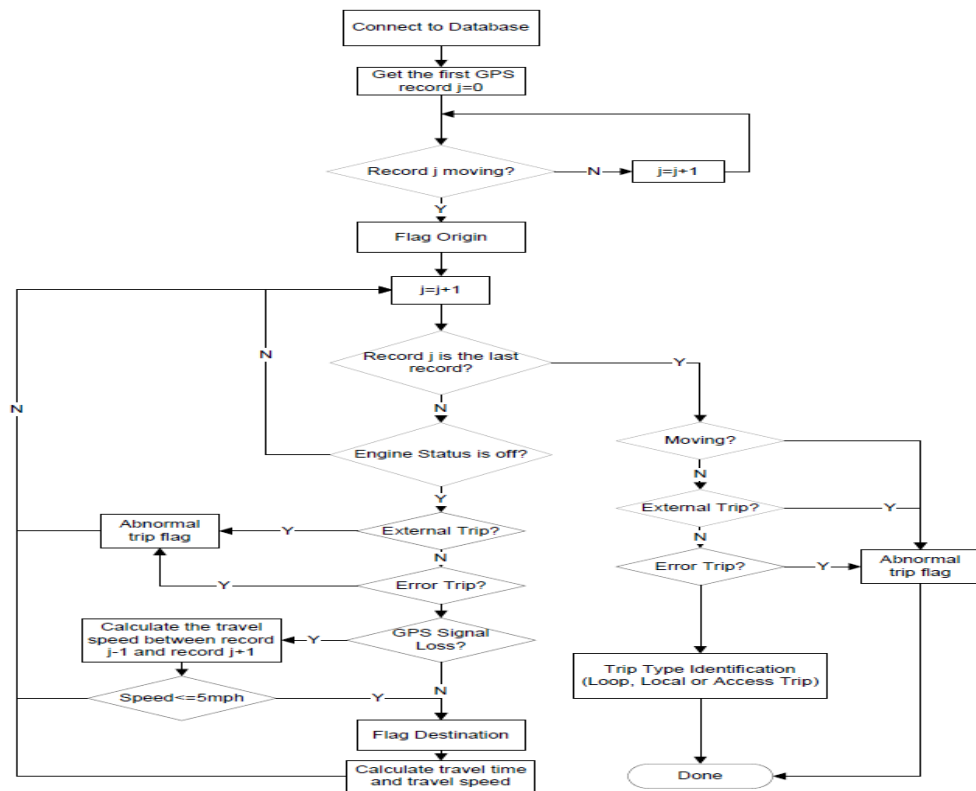 Connect to Database
Get the first GPS
record j=0
Record j moving?
N
j=j+1
Y
Flag Origin
j=j+1
Record j is the last
record?
Y
N
N
N
Engine Status is off?
Moving?
Y
N
Abnormal
trip flag
Y
External Trip?
External Trip?
Y
N
N
Error Trip?
Y
Error Trip?
Y
Abnormal
trip flag
Calculate the travel
speed between record
j-1 and record j+1
Y
GPS Signal
Loss?
Trip Type Identification
(Loop, Local or Access Trip)
Speed<=5mph
Y
N
Flag Destination
Calculate travel time
and travel speed
Done